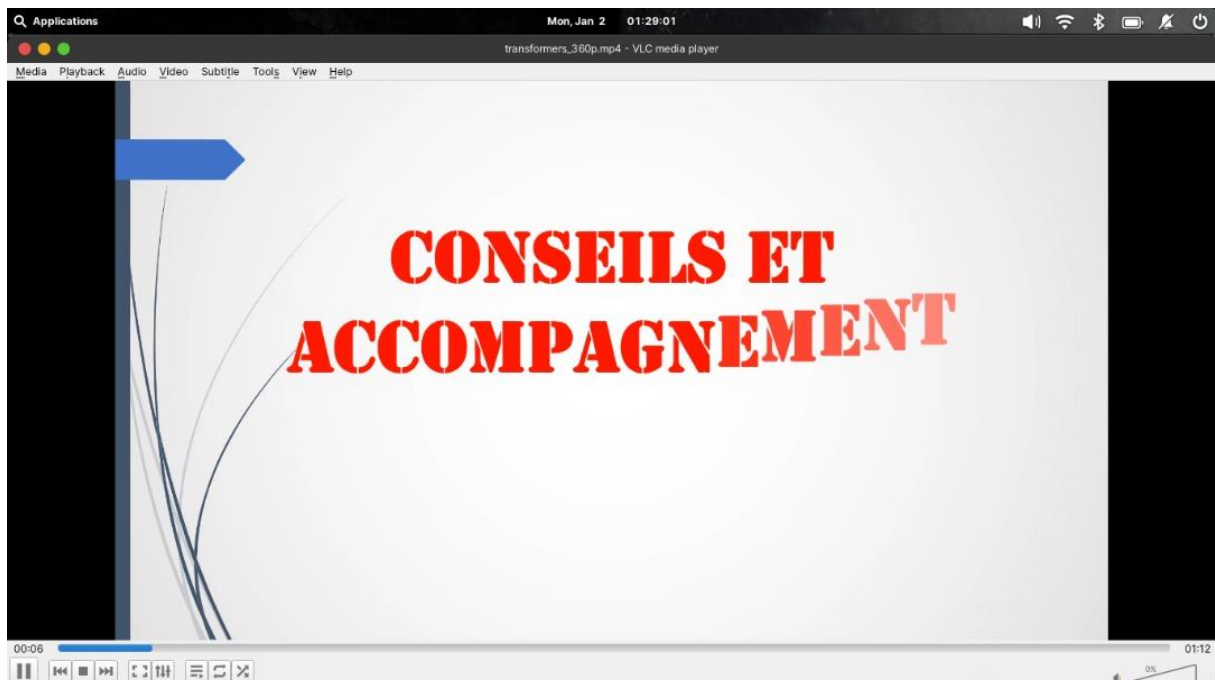 Applications
Mon, Jan 2 01:29:01
transformers_360p.mp4 - VLC media player
Media Playback Audio Video Subtitle Tools View Help
CONSEILS ET
ACCOMPAGNEMENT
00:06
01:12
0%